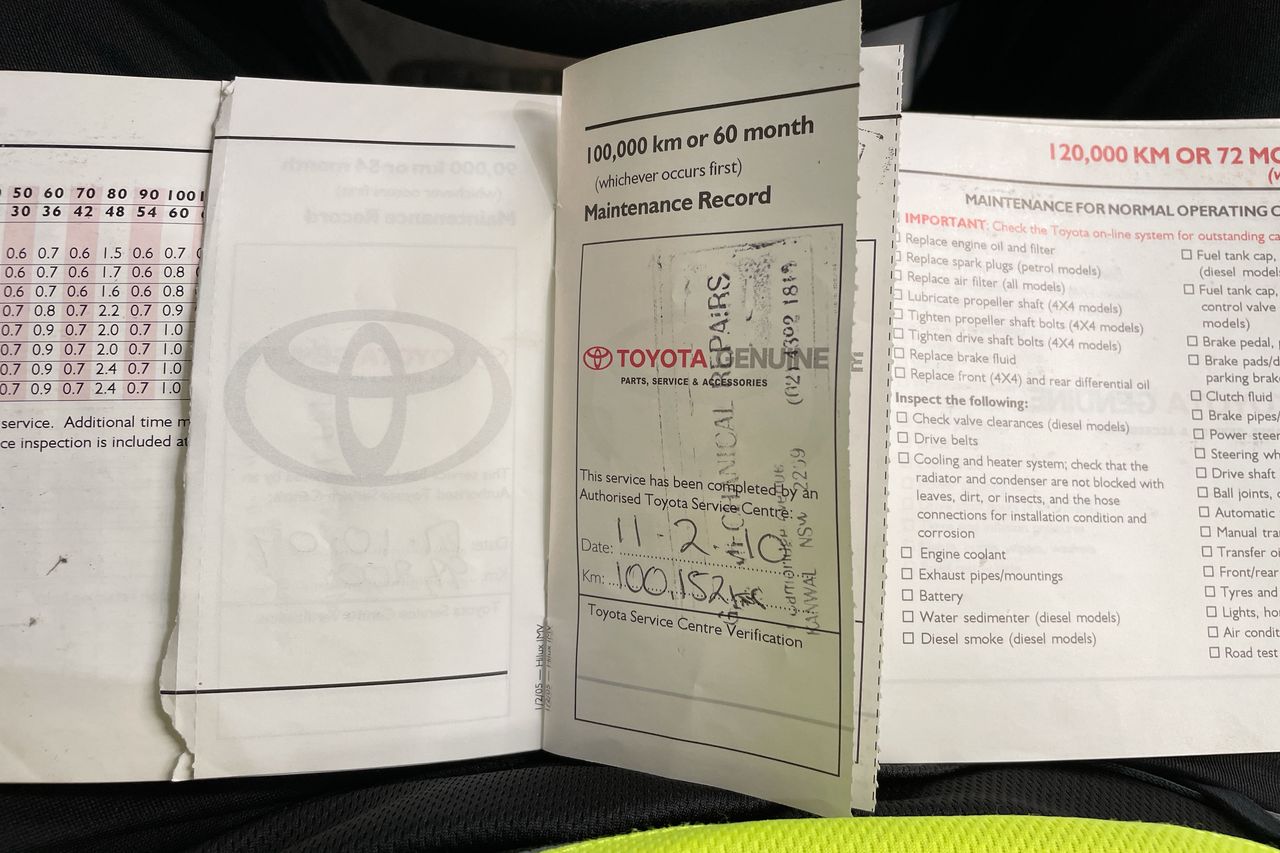 50 60 70 80 90 100
30 36 42 48 54 60
0.6 0.7 0.6 1.5 0.6 0.7
0.6 0.7 0.6 1.7 0.6 0.8
0.6 0.7 0.6 1.6 0.6 0.8
0.7 0.8 0.7 2.2 0.7 0.9
0.7 0.9 0.7 2.0 0.7 1.0
0.7 0.9 0.7 2.0 0.7 1.0
0.7 0.9 0.7 2.4 0.7 1.0
0.7 0.9 0.7 2.4 0.7 1.0
service. Additional time
inspection is included at
1/2/05 — Hilux IMV
100,000 km or 60 month
(whichever occurs first)
Maintenance Record
TOYOTA GENUINE
PARTS, SERVICE & ACCESSORIES
MECHANICAL REPAIRS
KANWAL NSW 2259
This service has been completed by an
Authorised Toyota Service Centre:
Date: 11.2.10
Km: 100,152
Toyota Service Centre Verification
120,000 KM OR 72
MAINTENANCE FOR NORMAL OPERATING
IMPORTANT: Check the Toyota on-line system for outstanding
Replace engine oil and filter
Replace spark plugs (petrol models)
Replace air filter (all models)
Lubricate propeller shaft (4X4 models)
Tighten propeller shaft bolts (4X4 models)
Tighten drive shaft bolts (4X4 models)
Replace brake fluid
Replace front (4X4) and rear differential oil
Inspect the following:
Check valve clearances (diesel models)
Drive belts
Cooling and heater system; check that the
radiator and condenser are not blocked with
leaves, dirt, or insects, and the hose
connections for installation condition and
corrosion
Engine coolant
Exhaust pipes/mountings
Battery
Water sedimenter (diesel models)
Diesel smoke (diesel models)
Fuel tank cap,
(diesel
Fuel tank cap,
control valve
models)
Brake pedal,
Brake
parking
Clutch fluid
Brake pipes/
Power
Steering
Drive shaft
Ball joints,
Automatic
Manual
Transfer
Front/rear
Tyres and
Lights,
Air
Road test